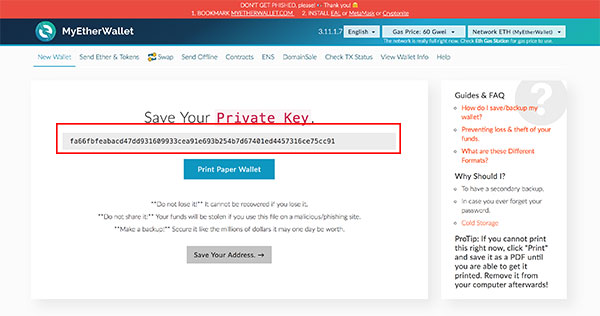 DON'T GET PHISHED, please! 🎣 Thank you! 🤗
1. BOOKMARK MYETHERWALLET.COM 2. INSTALL EAL or MetaMask or Cryptonite
MyEtherWallet
3.11.1.7 English Gas Price: 60 Gwei Network ETH (MyEtherWallet)
The network is really full right now. Check Eth Gas Station for gas price to use.
New Wallet Send Ether & Tokens Swap Send Offline Contracts ENS DomainSale Check TX Status View Wallet Info Help
Save Your Private Key.
fa66fbfeabacd47dd931609933cea91e693b254b7d67401ed4457316ce75cc91
Print Paper Wallet
**Do not lose it!** It cannot be recovered if you lose it.
**Do not share it!** Your funds will be stolen if you use this file on a malicious/phishing site.
**Make a backup!** Secure it like the millions of dollars it may one day be worth.
Save Your Address. →
?
Guides & FAQ
How do I save/backup my
wallet?
Preventing loss & theft of your
funds.
What are these Different
Formats?
Why Should I?
To have a secondary backup.
In case you ever forget your
password.
Cold Storage
ProTip: If you cannot print
this right now, click "Print"
and save it as a PDF until
you are able to get it
printed. Remove it from
your computer afterwards!